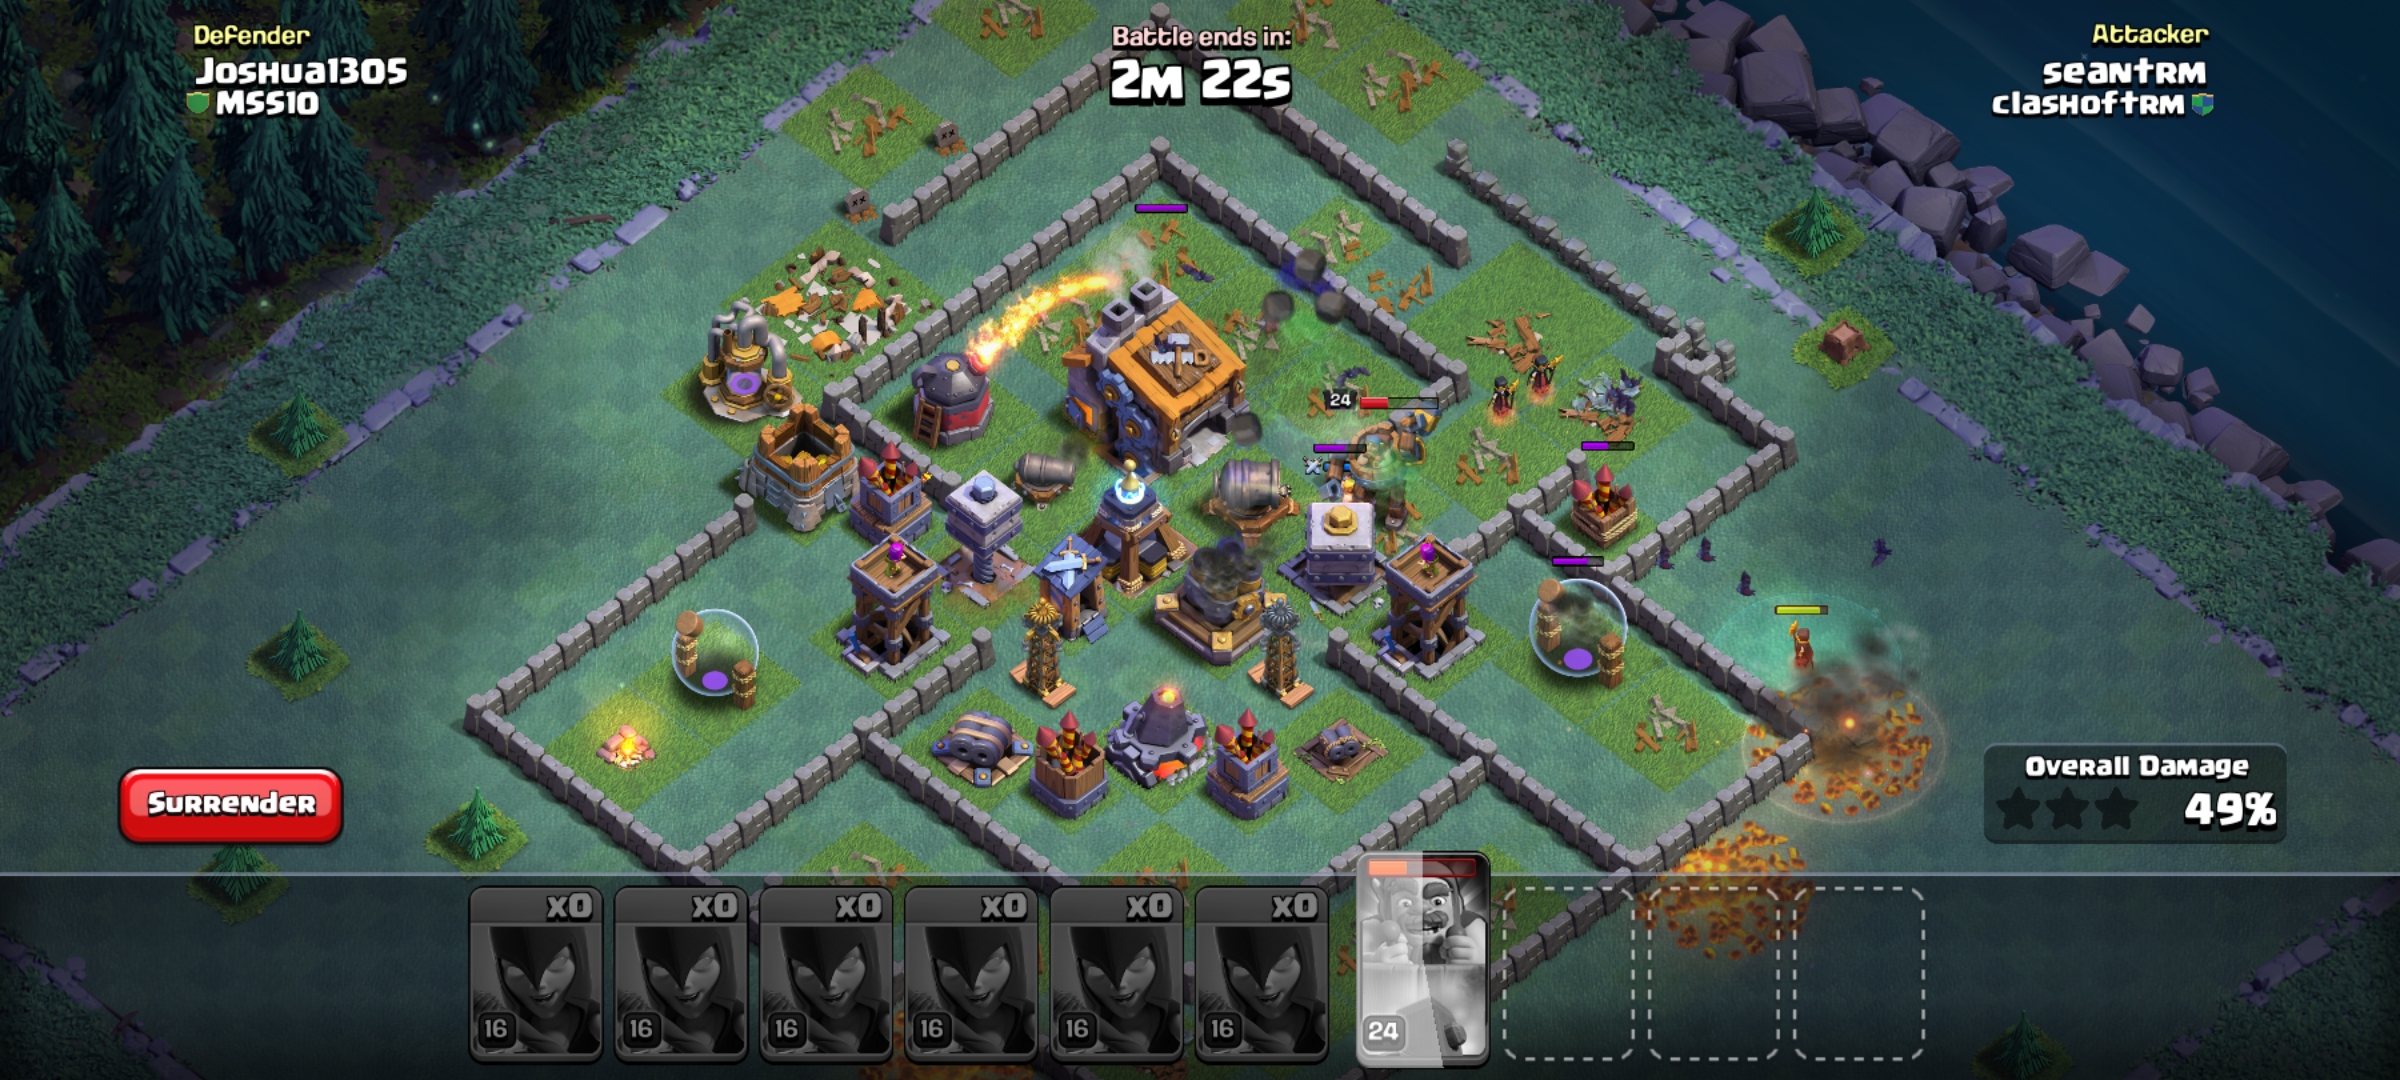 Defender
Joshua1305
MSS10
Battle ends in:
2M 22s
Attacker
seantRM
clashoftRM
24
Surrender
Overall Damage
49%
x0
x0
x0
x0
x0
x0
16
16
16
16
16
16
24